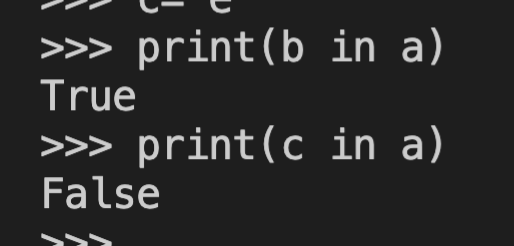 >>> c= e
>>> print(b in a)
True
>>> print(c in a)
False
>>>